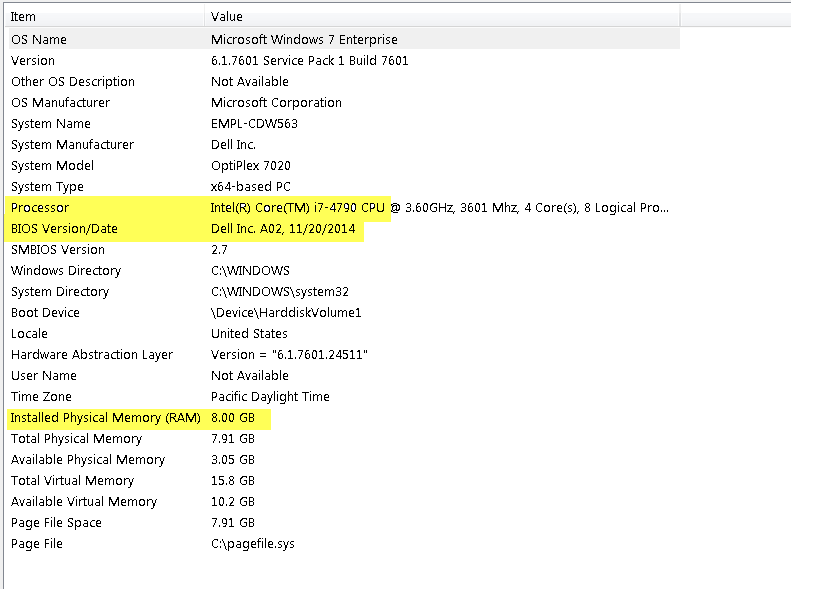 Item Value
OS Name Microsoft Windows 7 Enterprise
Version 6.1.7601 Service Pack 1 Build 7601
Other OS Description Not Available
OS Manufacturer Microsoft Corporation
System Name EMPL-CDW563
System Manufacturer Dell Inc.
System Model OptiPlex 7020
System Type x64-based PC
Processor Intel(R) Core(TM) i7-4790 CPU @ 3.60GHz, 3601 Mhz, 4 Core(s), 8 Logical Pro...
BIOS Version/Date Dell Inc. A02, 11/20/2014
SMBIOS Version 2.7
Windows Directory C:\WINDOWS
System Directory C:\WINDOWS\system32
Boot Device \Device\HarddiskVolume1
Locale United States
Hardware Abstraction Layer Version = "6.1.7601.24511"
User Name Not Available
Time Zone Pacific Daylight Time
Installed Physical Memory (RAM) 8.00 GB
Total Physical Memory 7.91 GB
Available Physical Memory 3.05 GB
Total Virtual Memory 15.8 GB
Available Virtual Memory 10.2 GB
Page File Space 7.91 GB
Page File C:\pagefile.sys